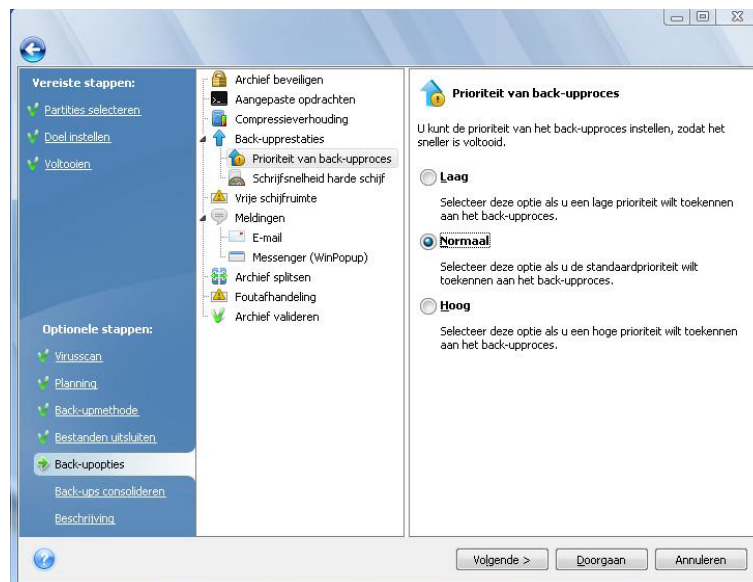 Vereiste stappen:
Partities selecteren
Doel instellen
Voltooien
Optionele stappen:
Virusscan
Planning
Back-upmethode
Bestanden uitsluiten
Back-upopties
Back-ups consolideren
Beschrijving
Archief beveiligen
Aangepaste opdrachten
Compressieverhouding
Back-upprestaties
Prioriteit van back-upproces
Schrijfsnelheid harde schijf
Vrije schijfruimte
Meldingen
E-mail
Messenger (WinPopup)
Archief splitsen
Foutafhandeling
Archief valideren
Prioriteit van back-upproces
U kunt de prioriteit van het back-upproces instellen, zodat het
sneller is voltooid.
Laag
Selecteer deze optie als u een lage prioriteit wilt toekennen
aan het back-upproces.
Normaal
Selecteer deze optie als u de standaardprioriteit wilt
toekennen aan het back-upproces.
Hoog
Selecteer deze optie als u een hoge prioriteit wilt toekennen
aan het back-upproces.
Volgende >
Doorgaan
Annuleren